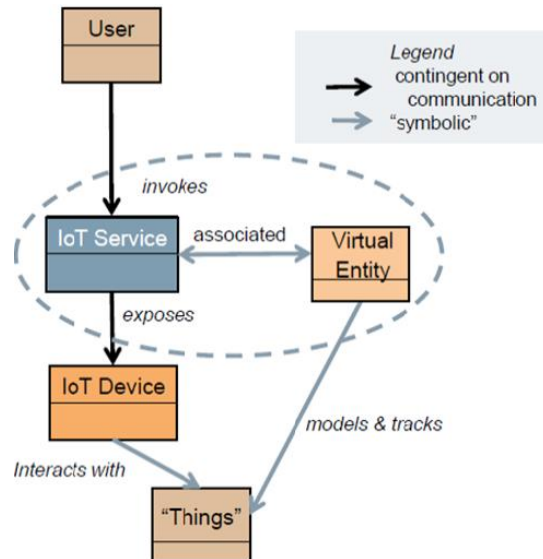 User
Legend
contingent on
communication
"symbolic"
invokes
IoT Service
associated
Virtual
Entity
exposes
IoT Device
models & tracks
Interacts with
"Things"